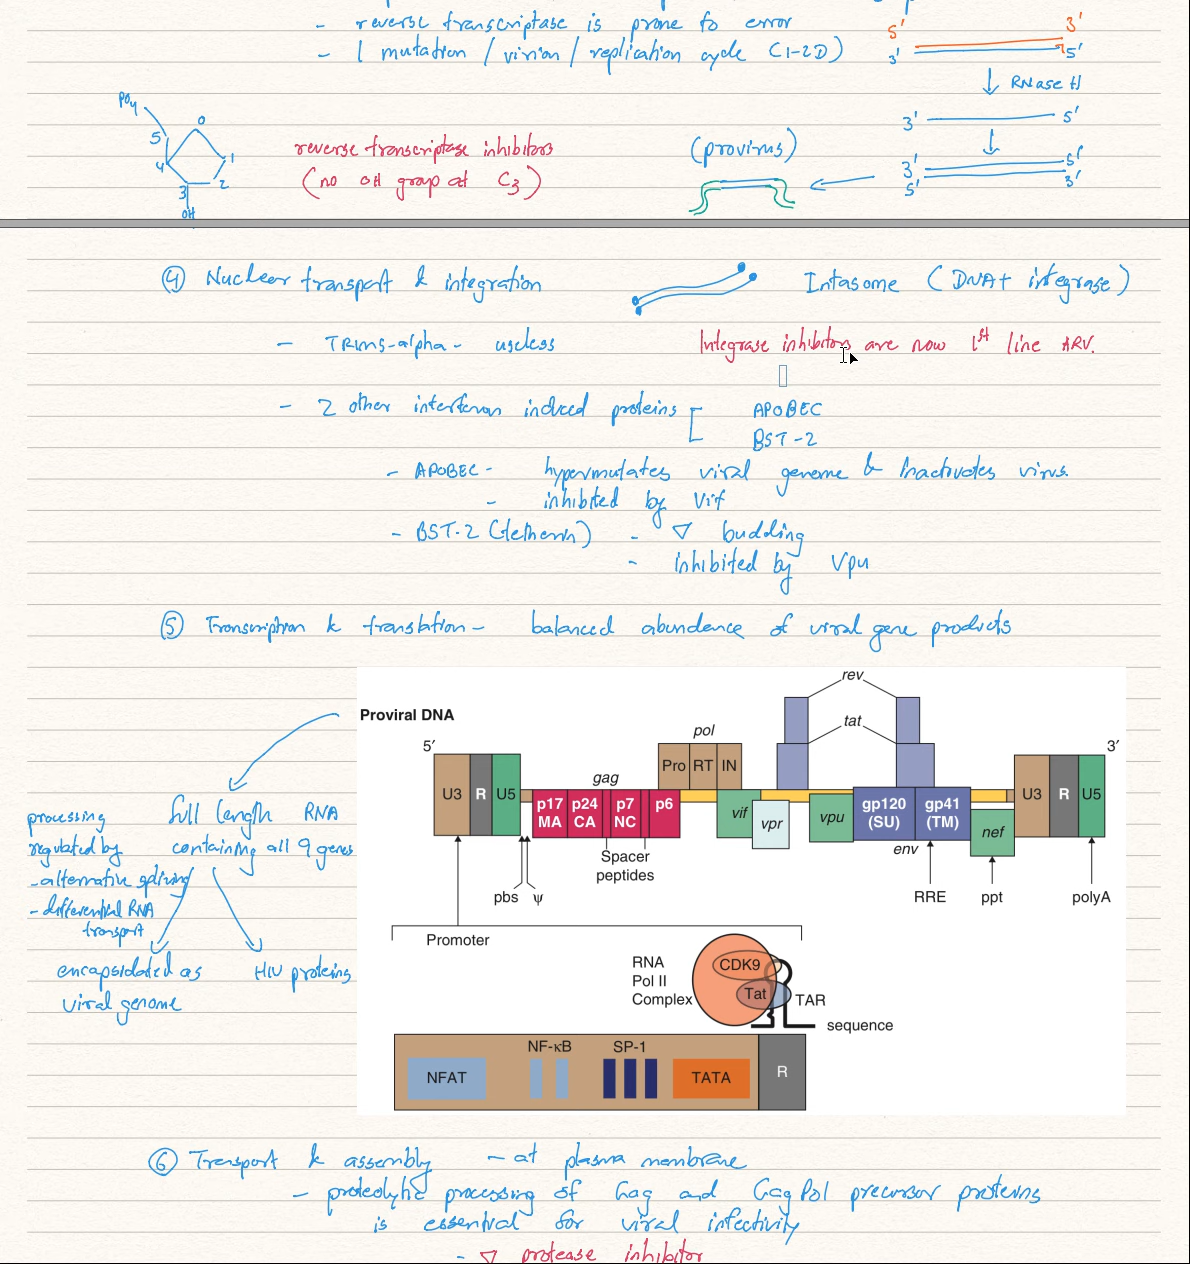 - reverse transcriptase is prone to error
- 1 mutation / virion / replication cycle (1-2D)
5' 3'
3' 5'
RNase H
3' 5'
3' 5'
5' 3'
(provirus)
PO4
5 O
4 1
3 2
OH
reverse transcriptase inhibitors
(no OH group at C3)
④ Nuclear transport & integration
Intasome (DNA+ integrase)
- TRIM5-alpha - useless
Integrase inhibitors are now 1st line ARV.
- 2 other interferon induced proteins
APOBEC
BST-2
- APOBEC - hypermutates viral genome & inactivates virus.
- inhibited by Vif
- BST-2 (tetherin) - ▽ budding
- inhibited by Vpu
⑤ Transcription & translation - balanced abundance of viral gene products
Proviral DNA
5' 3'
rev
tat
pol
Pro RT IN
gag
U3 R U5
p17 MA
p24 CA
p7 NC
p6
vif
vpr
vpu
gp120 (SU)
gp41 (TM)
env
nef
U3 R U5
Spacer peptides
pbs ψ
RRE
ppt
polyA
Promoter
full length RNA
containing all 9 genes
processing
regulated by
- alternative splicing
- differential RNA
transport
encapsidated as
viral genome
HIV proteins
RNA
Pol II
Complex
CDK9
Tat
TAR
sequence
NFAT
NF-κB
SP-1
TATA
R
⑥ Transport & assembly - at plasma membrane
- proteolytic processing of Gag and Gag Pol precursor proteins
is essential for viral infectivity
- ▽ protease inhibitor